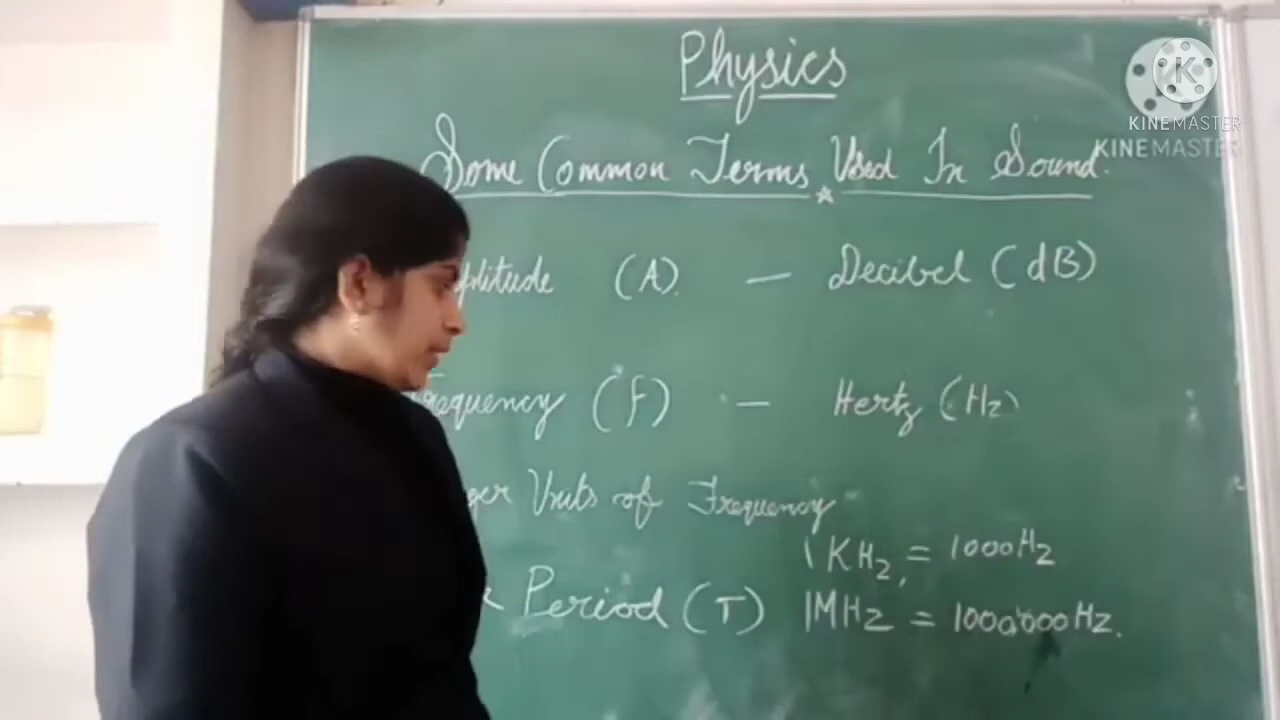 Physics
KINEMASTER
KINEMASTER
Some Common Terms Used In Sound.
plitude (A). — Decibel (dB)
requency (f) — Hertz (Hz)
ger Units of Frequency
1 KHz, = 1000Hz
Period (T) 1MHz = 1000000Hz.